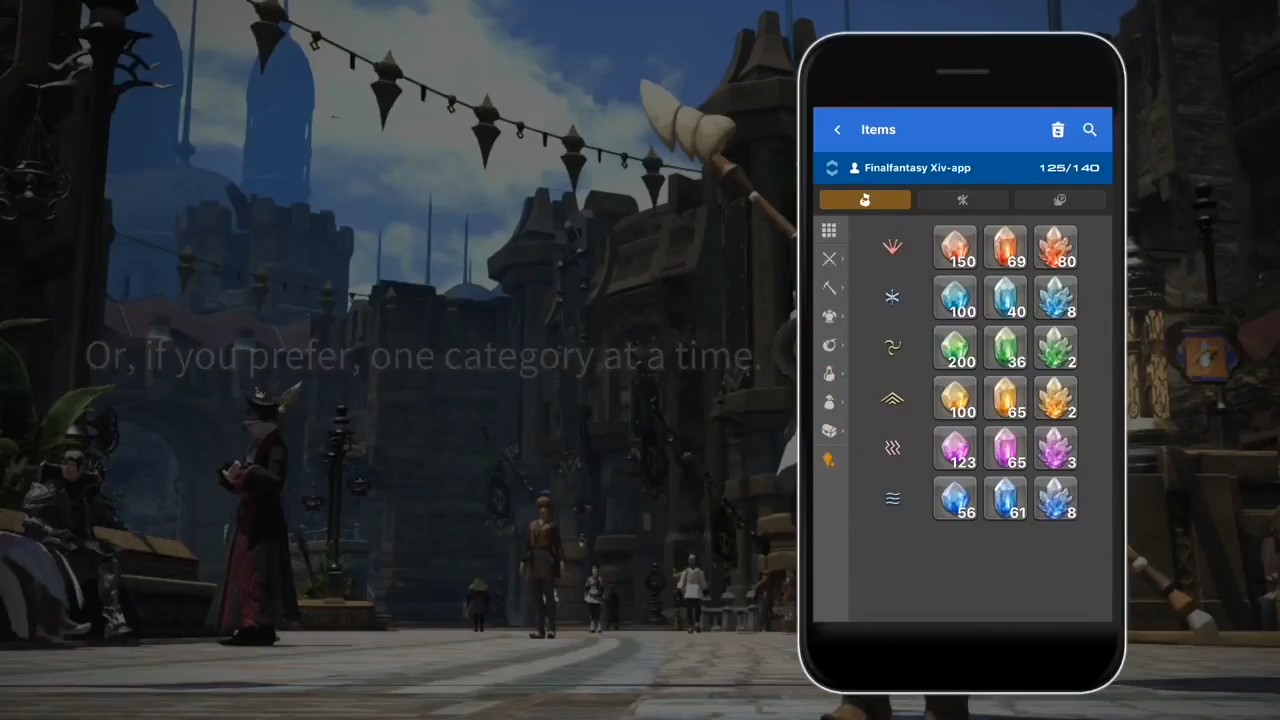 Or, if you prefer, one category at a time.
Items
Finalfantasy Xiv-app 125/140
150 69 80
100 40 8
200 36 2
100 65 2
123 65 3
56 61 8